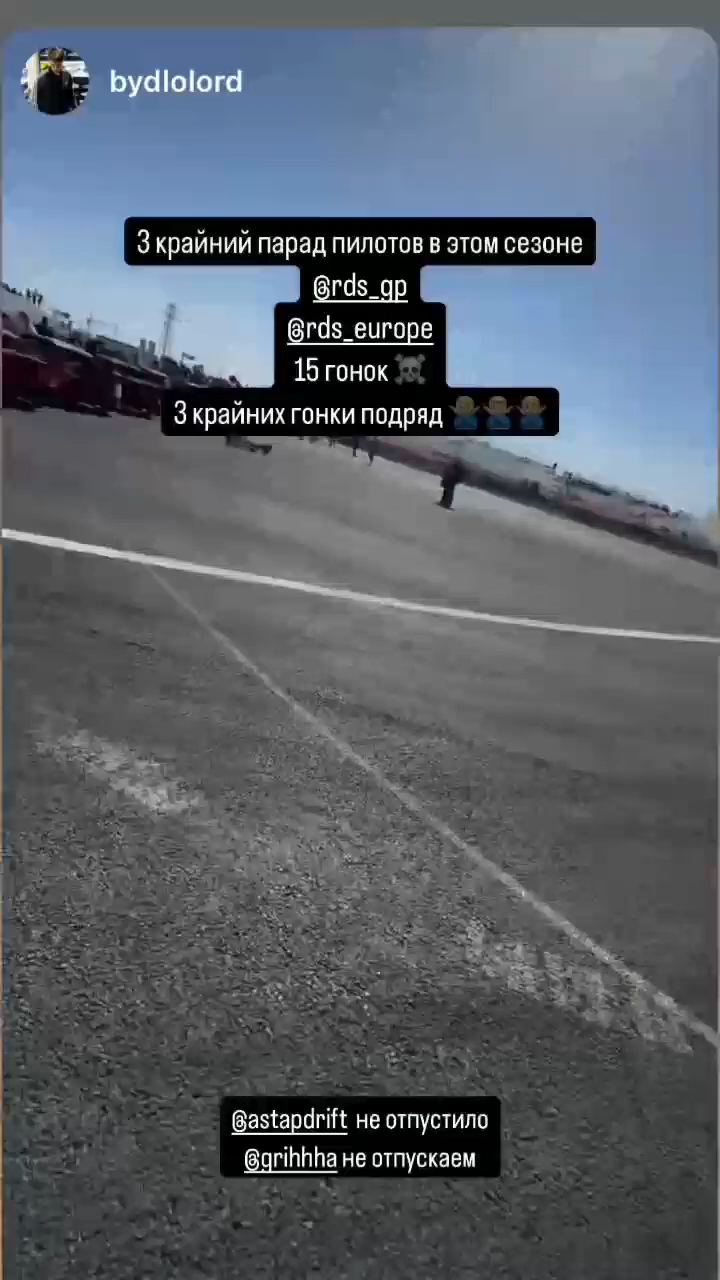 bydlolord
3 крайний парад пилотов в этом сезоне
@rds_gp
@rds_europe
15 гонок ☠️
3 крайних гонки подряд 🤷🏼‍♂️🤷🏼‍♂️🤷🏼‍♂️
@astapdrift не отпустило
@grihhha не отпускаем